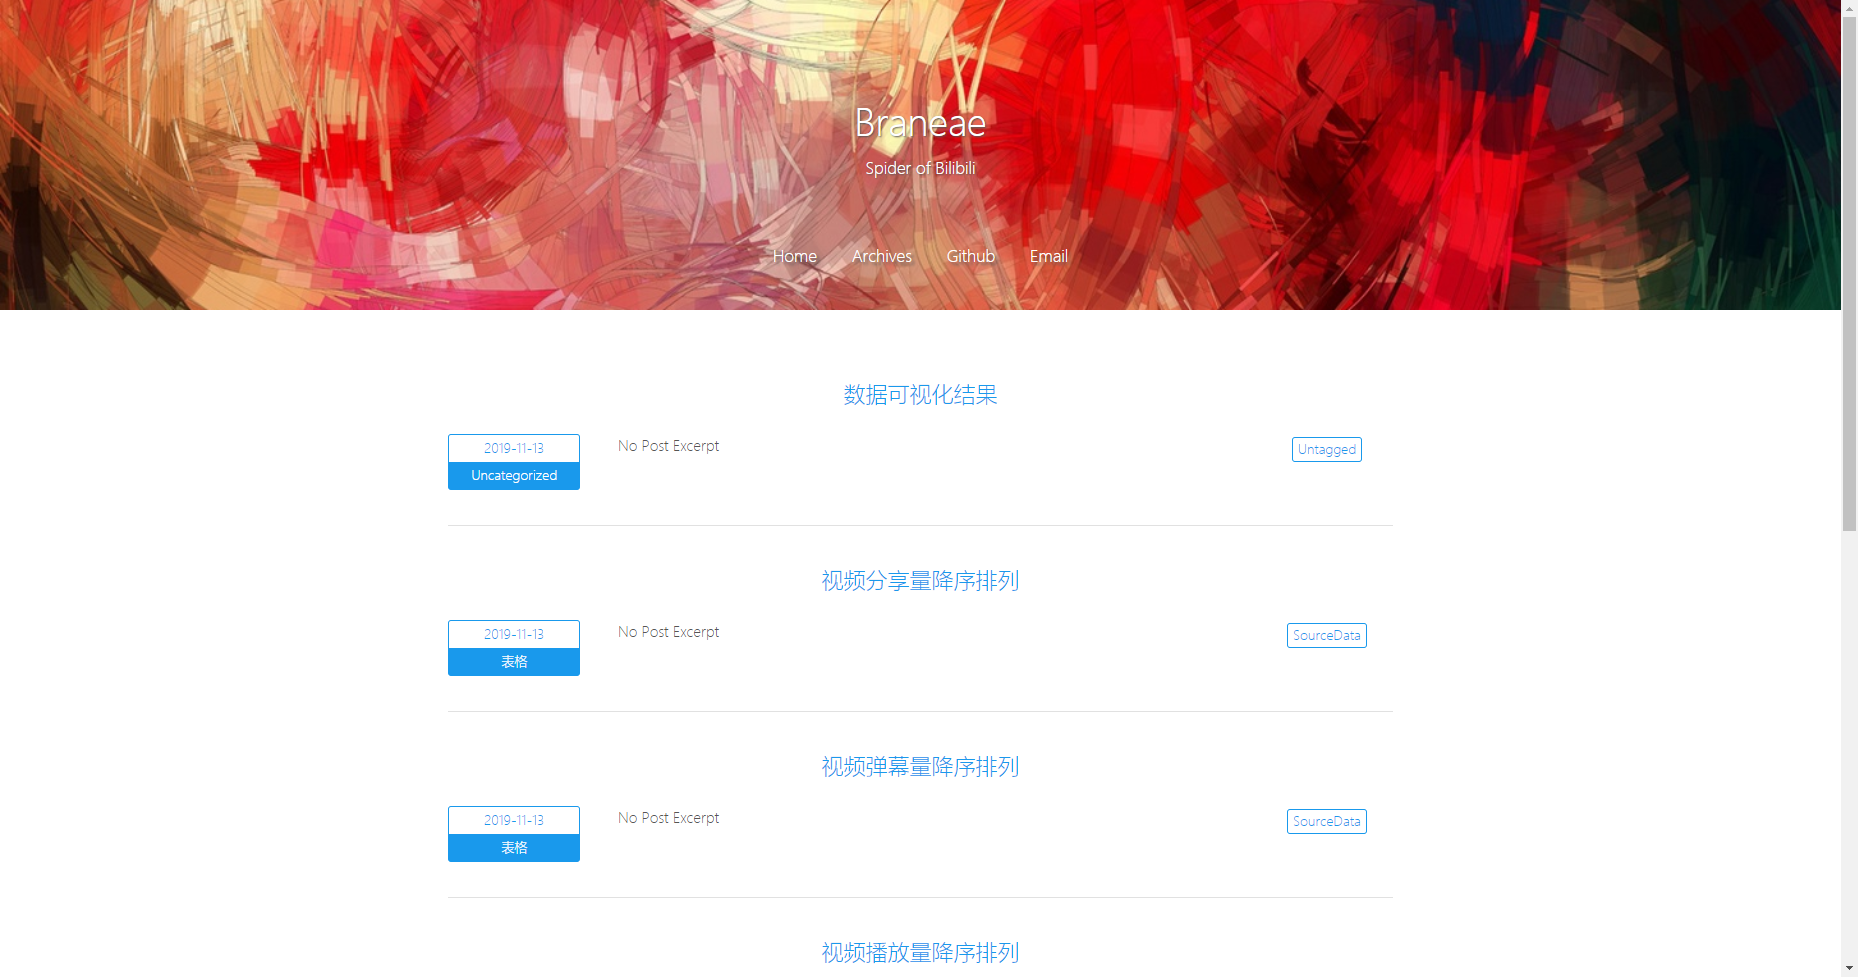 Braneae
Spider of Bilibili
Home Archives Github Email
数据可视化结果
2019-11-13
Uncategorized
No Post Excerpt
Untagged
视频分享量降序排列
2019-11-13
表格
No Post Excerpt
SourceData
视频弹幕量降序排列
2019-11-13
表格
No Post Excerpt
SourceData
视频播放量降序排列